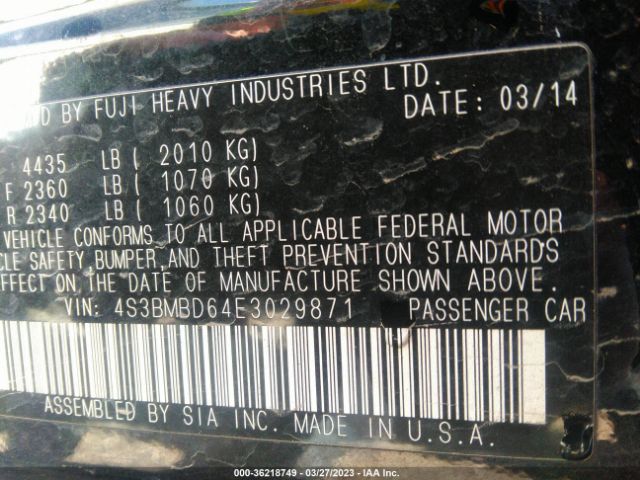 BY FUJI HEAVY INDUSTRIES LTD.
DATE: 03/14
4435 LB ( 2010 KG)
F 2360 LB ( 1070 KG)
R 2340 LB ( 1060 KG)
VEHICLE CONFORMS TO ALL APPLICABLE FEDERAL MOTOR
SAFETY BUMPER, AND THEFT PREVENTION STANDARDS
EFFECT ON THE DATE OF MANUFACTURE SHOWN ABOVE.
VIN: 4S3BMBD64E3029871 PASSENGER CAR
ASSEMBLED BY SIA INC. MADE IN U.S.A.
000-36218749 — 03/27/2023 — IAA Inc.